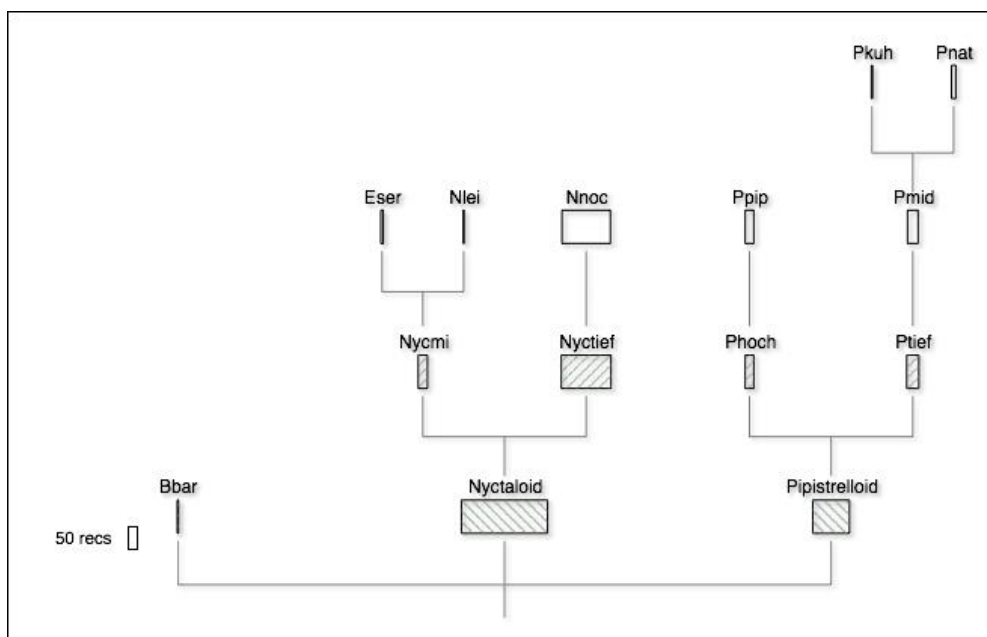 Pkuh Pnat
Eser Nlei Nnoc Ppip Pmid
Nycmi Nyctief Phoch Ptief
Bbar Nyctaloid Pipistrelloid
50 recs